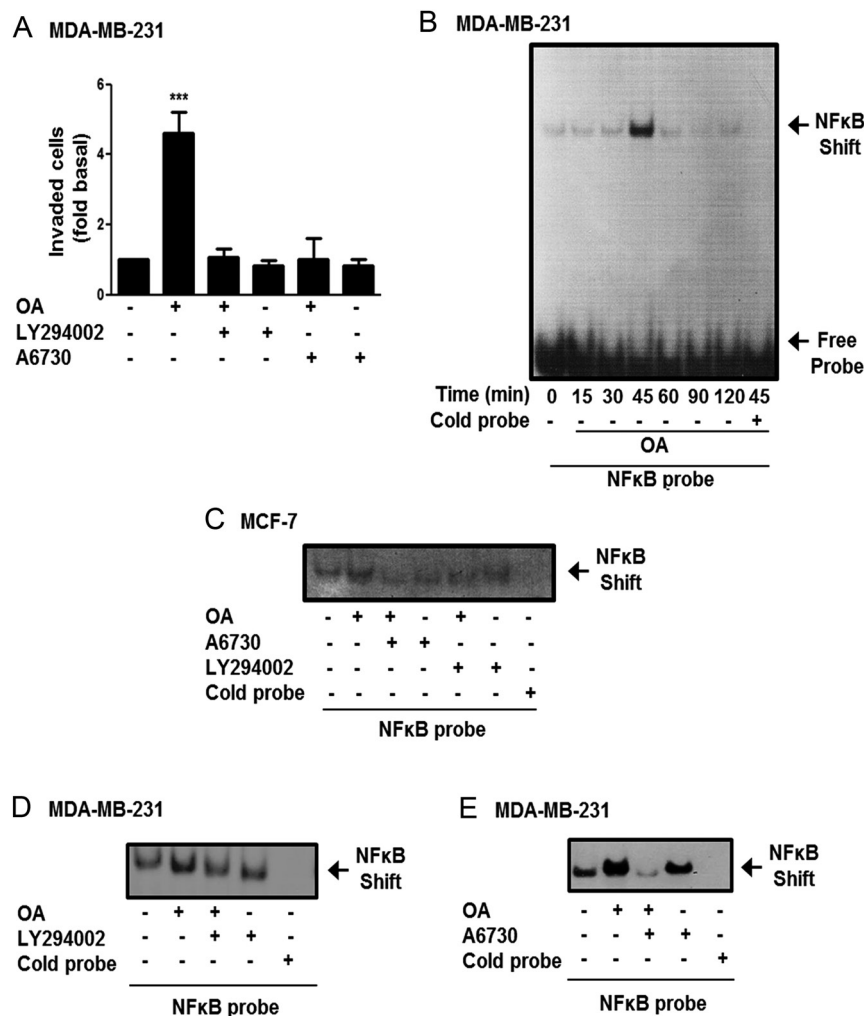 A MDA-MB-231
Invaded cells
(fold basal)
6
4
2
0
***
OA - + + - + -
LY294002 - - + + - -
A6730 - - - - + +
B MDA-MB-231
NFκB
Shift
Free
Probe
Time (min) 0 15 30 45 60 90 120 45
Cold probe - - - - - - - +
OA
NFκB probe
C MCF-7
NFκB
Shift
OA - + + - + - -
A6730 - - + + - - -
LY294002 - - - - + + -
Cold probe - - - - - - +
NFκB probe
D MDA-MB-231
NFκB
Shift
OA - + + - -
LY294002 - - + + -
Cold probe - - - - +
NFκB probe
E MDA-MB-231
NFκB
Shift
OA - + + - -
A6730 - - + + -
Cold probe - - - - +
NFκB probe